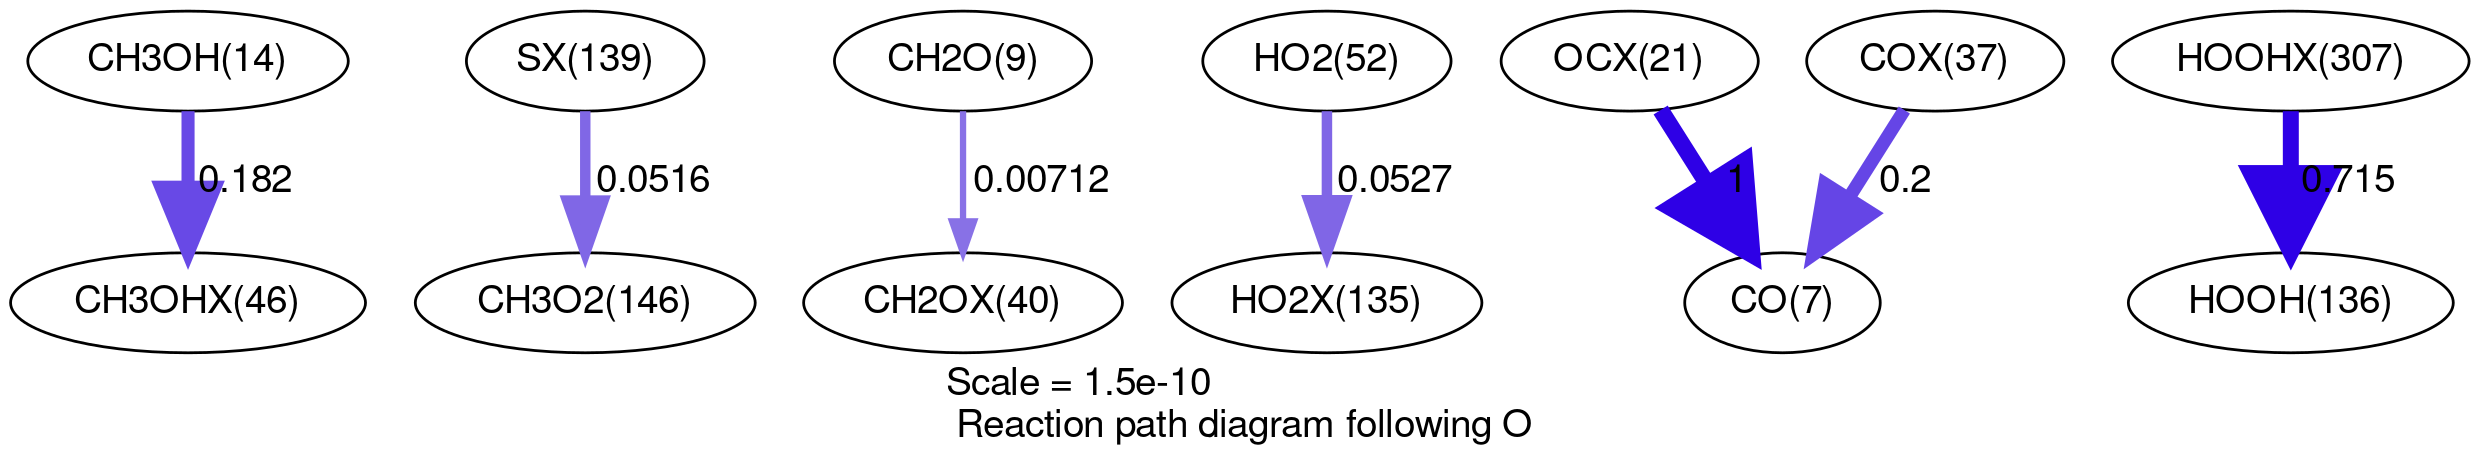 CH3OH(14)
SX(139)
CH2O(9)
HO2(52)
OCX(21)
COX(37)
HOOHX(307)
0.182
0.0516
0.00712
0.0527
1
0.2
0.715
CH3OHX(46)
CH3O2(146)
CH2OX(40)
HO2X(135)
CO(7)
HOOH(136)
Scale = 1.5e-10
Reaction path diagram following O